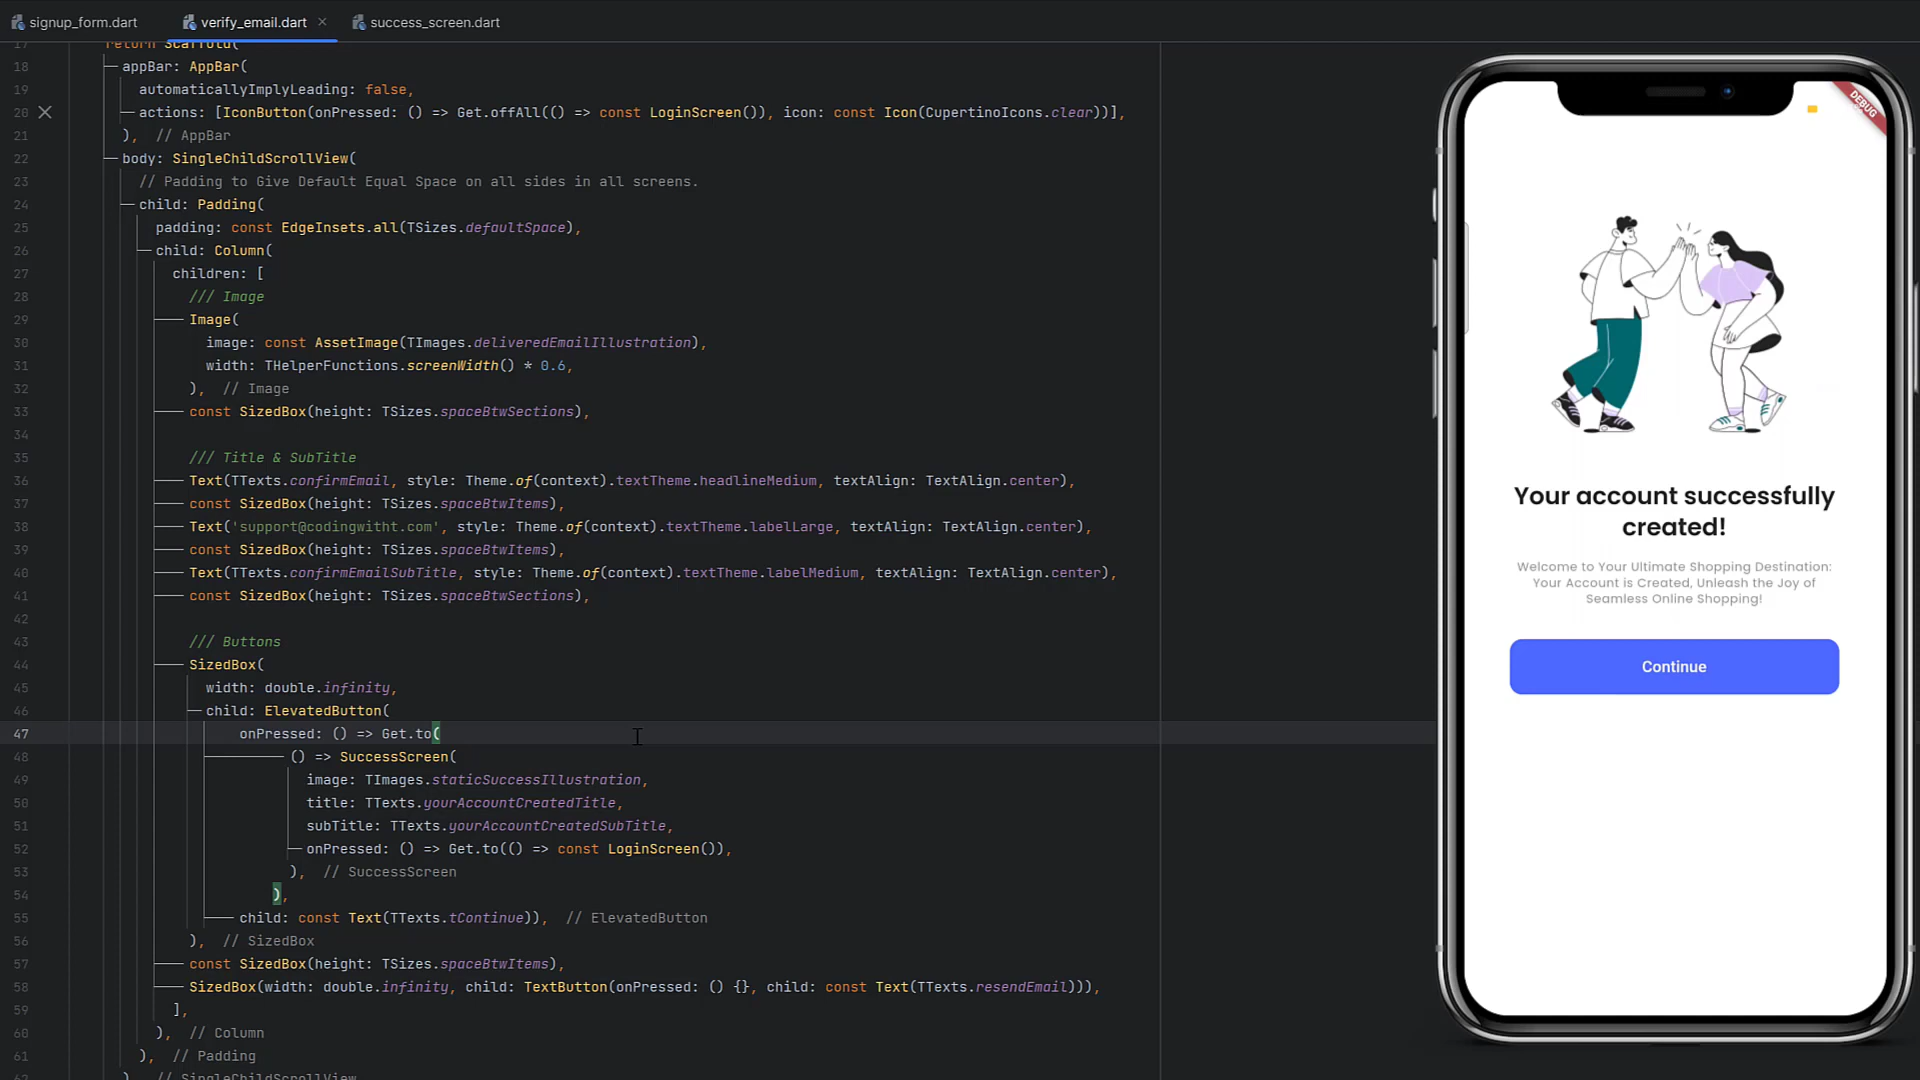 signup_form.dart
verify_email.dart
success_screen.dart
17 return Scaffold(
18 appBar: AppBar(
19 automaticallyImplyLeading: false,
20 actions: [IconButton(onPressed: () => Get.offAll(() => const LoginScreen()), icon: const Icon(CupertinoIcons.clear))],
21 ), // AppBar
22 body: SingleChildScrollView(
23 // Padding to Give Default Equal Space on all sides in all screens.
24 child: Padding(
25 padding: const EdgeInsets.all(TSizes.defaultSpace),
26 child: Column(
27 children: [
28 /// Image
29 Image(
30 image: const AssetImage(TImages.deliveredEmailIllustration),
31 width: THelperFunctions.screenWidth() * 0.6,
32 ), // Image
33 const SizedBox(height: TSizes.spaceBtwSections),
34
35 /// Title & SubTitle
36 Text(TTexts.confirmEmail, style: Theme.of(context).textTheme.headlineMedium, textAlign: TextAlign.center),
37 const SizedBox(height: TSizes.spaceBtwItems),
38 Text('support@codingwitht.com', style: Theme.of(context).textTheme.labelLarge, textAlign: TextAlign.center),
39 const SizedBox(height: TSizes.spaceBtwItems),
40 Text(TTexts.confirmEmailSubTitle, style: Theme.of(context).textTheme.labelMedium, textAlign: TextAlign.center),
41 const SizedBox(height: TSizes.spaceBtwSections),
42
43 /// Buttons
44 SizedBox(
45 width: double.infinity,
46 child: ElevatedButton(
47 onPressed: () => Get.to(
48 () => SuccessScreen(
49 image: TImages.staticSuccessIllustration,
50 title: TTexts.yourAccountCreatedTitle,
51 subTitle: TTexts.yourAccountCreatedSubTitle,
52 onPressed: () => Get.to(() => const LoginScreen()),
53 ), // SuccessScreen
54 ),
55 child: const Text(TTexts.tContinue)), // ElevatedButton
56 ), // SizedBox
57 const SizedBox(height: TSizes.spaceBtwItems),
58 SizedBox(width: double.infinity, child: TextButton(onPressed: () {}, child: const Text(TTexts.resendEmail))),
59 ],
60 ), // Column
61 ), // Padding
62 ), // SingleChildScrollView
DEBUG
Your account successfully
created!
Welcome to Your Ultimate Shopping Destination:
Your Account is Created, Unleash the Joy of
Seamless Online Shopping!
Continue